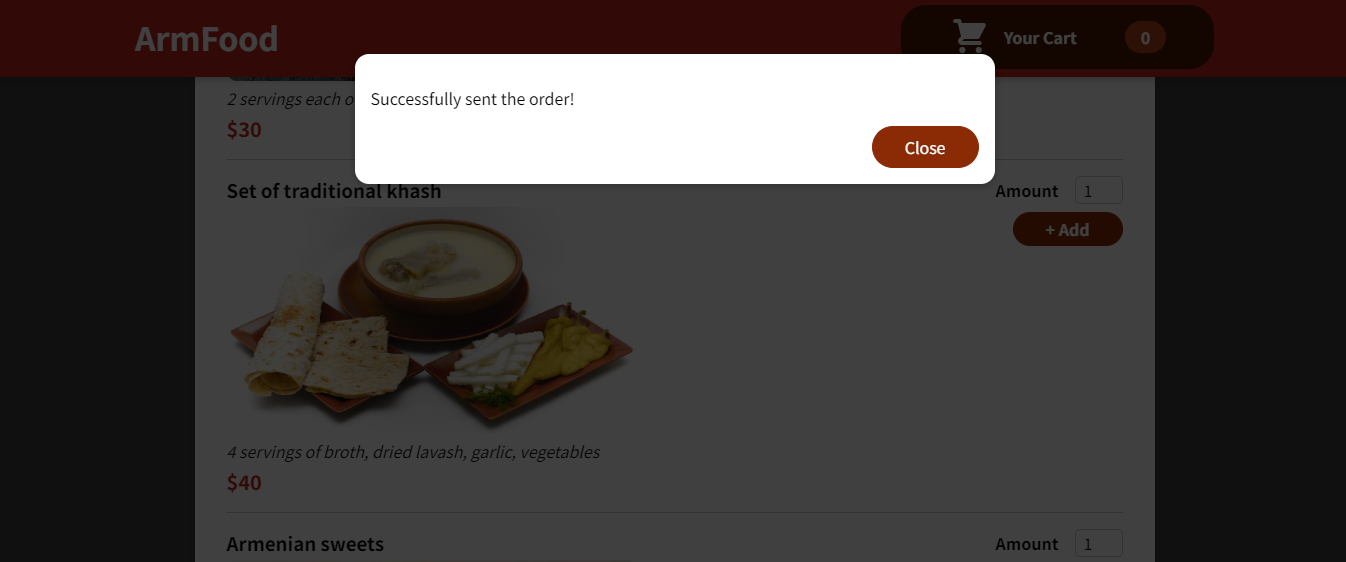 ArmFood
Your Cart 0
Successfully sent the order!
Close
2 servings each o
$30
Set of traditional khash
Amount 1
+ Add
4 servings of broth, dried lavash, garlic, vegetables
$40
Armenian sweets
Amount 1